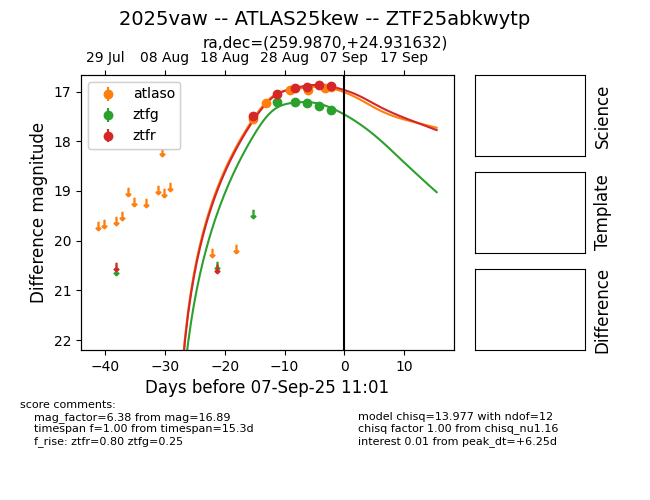 2025vaw -- ATLAS25kew -- ZTF25abkwytp
ra,dec=(259.9870,+24.931632)
29 Jul 08 Aug 18 Aug 28 Aug 07 Sep 17 Sep
atlaso
ztfg
ztfr
17
18
19
20
21
22
Difference magnitude
−40 −30 −20 −10 0 10
Days before 07-Sep-25 11:01
Science
Template
Difference
score comments:
mag_factor=6.38 from mag=16.89
timespan f=1.00 from timespan=15.3d
f_rise: ztfr=0.80 ztfg=0.25
model chisq=13.977 with ndof=12
chisq factor 1.00 from chisq_nu1.16
interest 0.01 from peak_dt=+6.25d